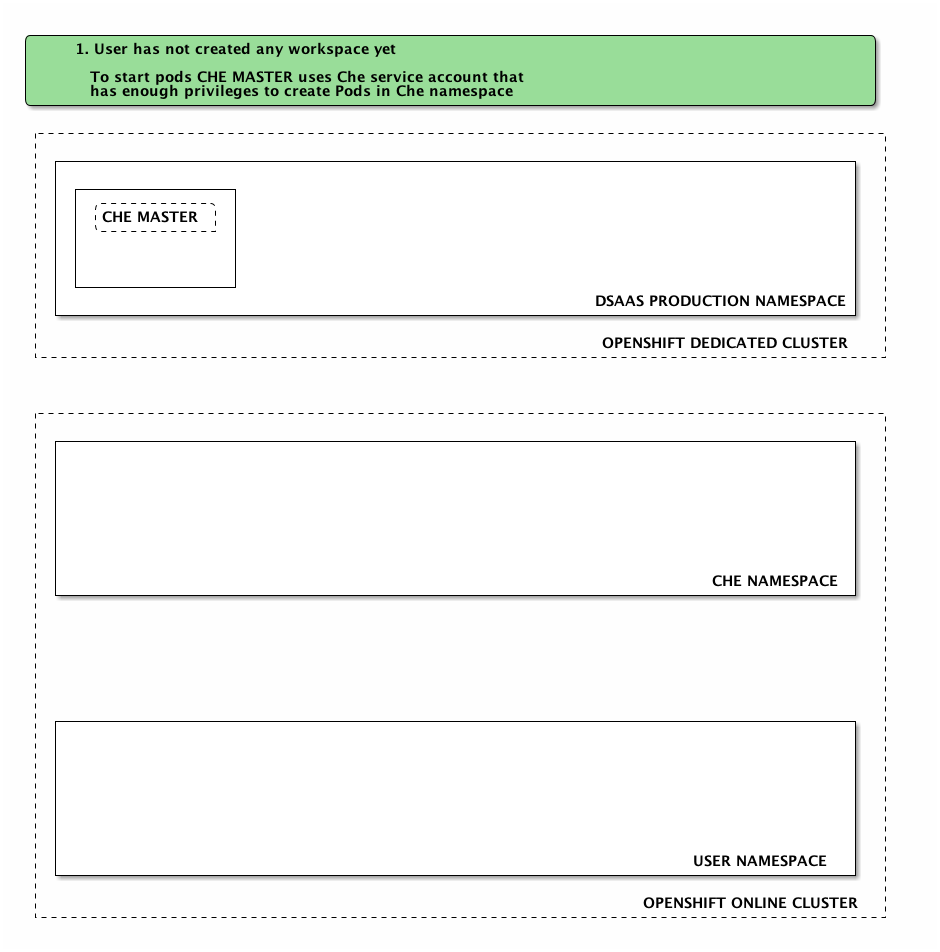 1. User has not created any workspace yet
To start pods CHE MASTER uses Che service account that
has enough privileges to create Pods in Che namespace
CHE MASTER
DSAAS PRODUCTION NAMESPACE
OPENSHIFT DEDICATED CLUSTER
CHE NAMESPACE
USER NAMESPACE
OPENSHIFT ONLINE CLUSTER